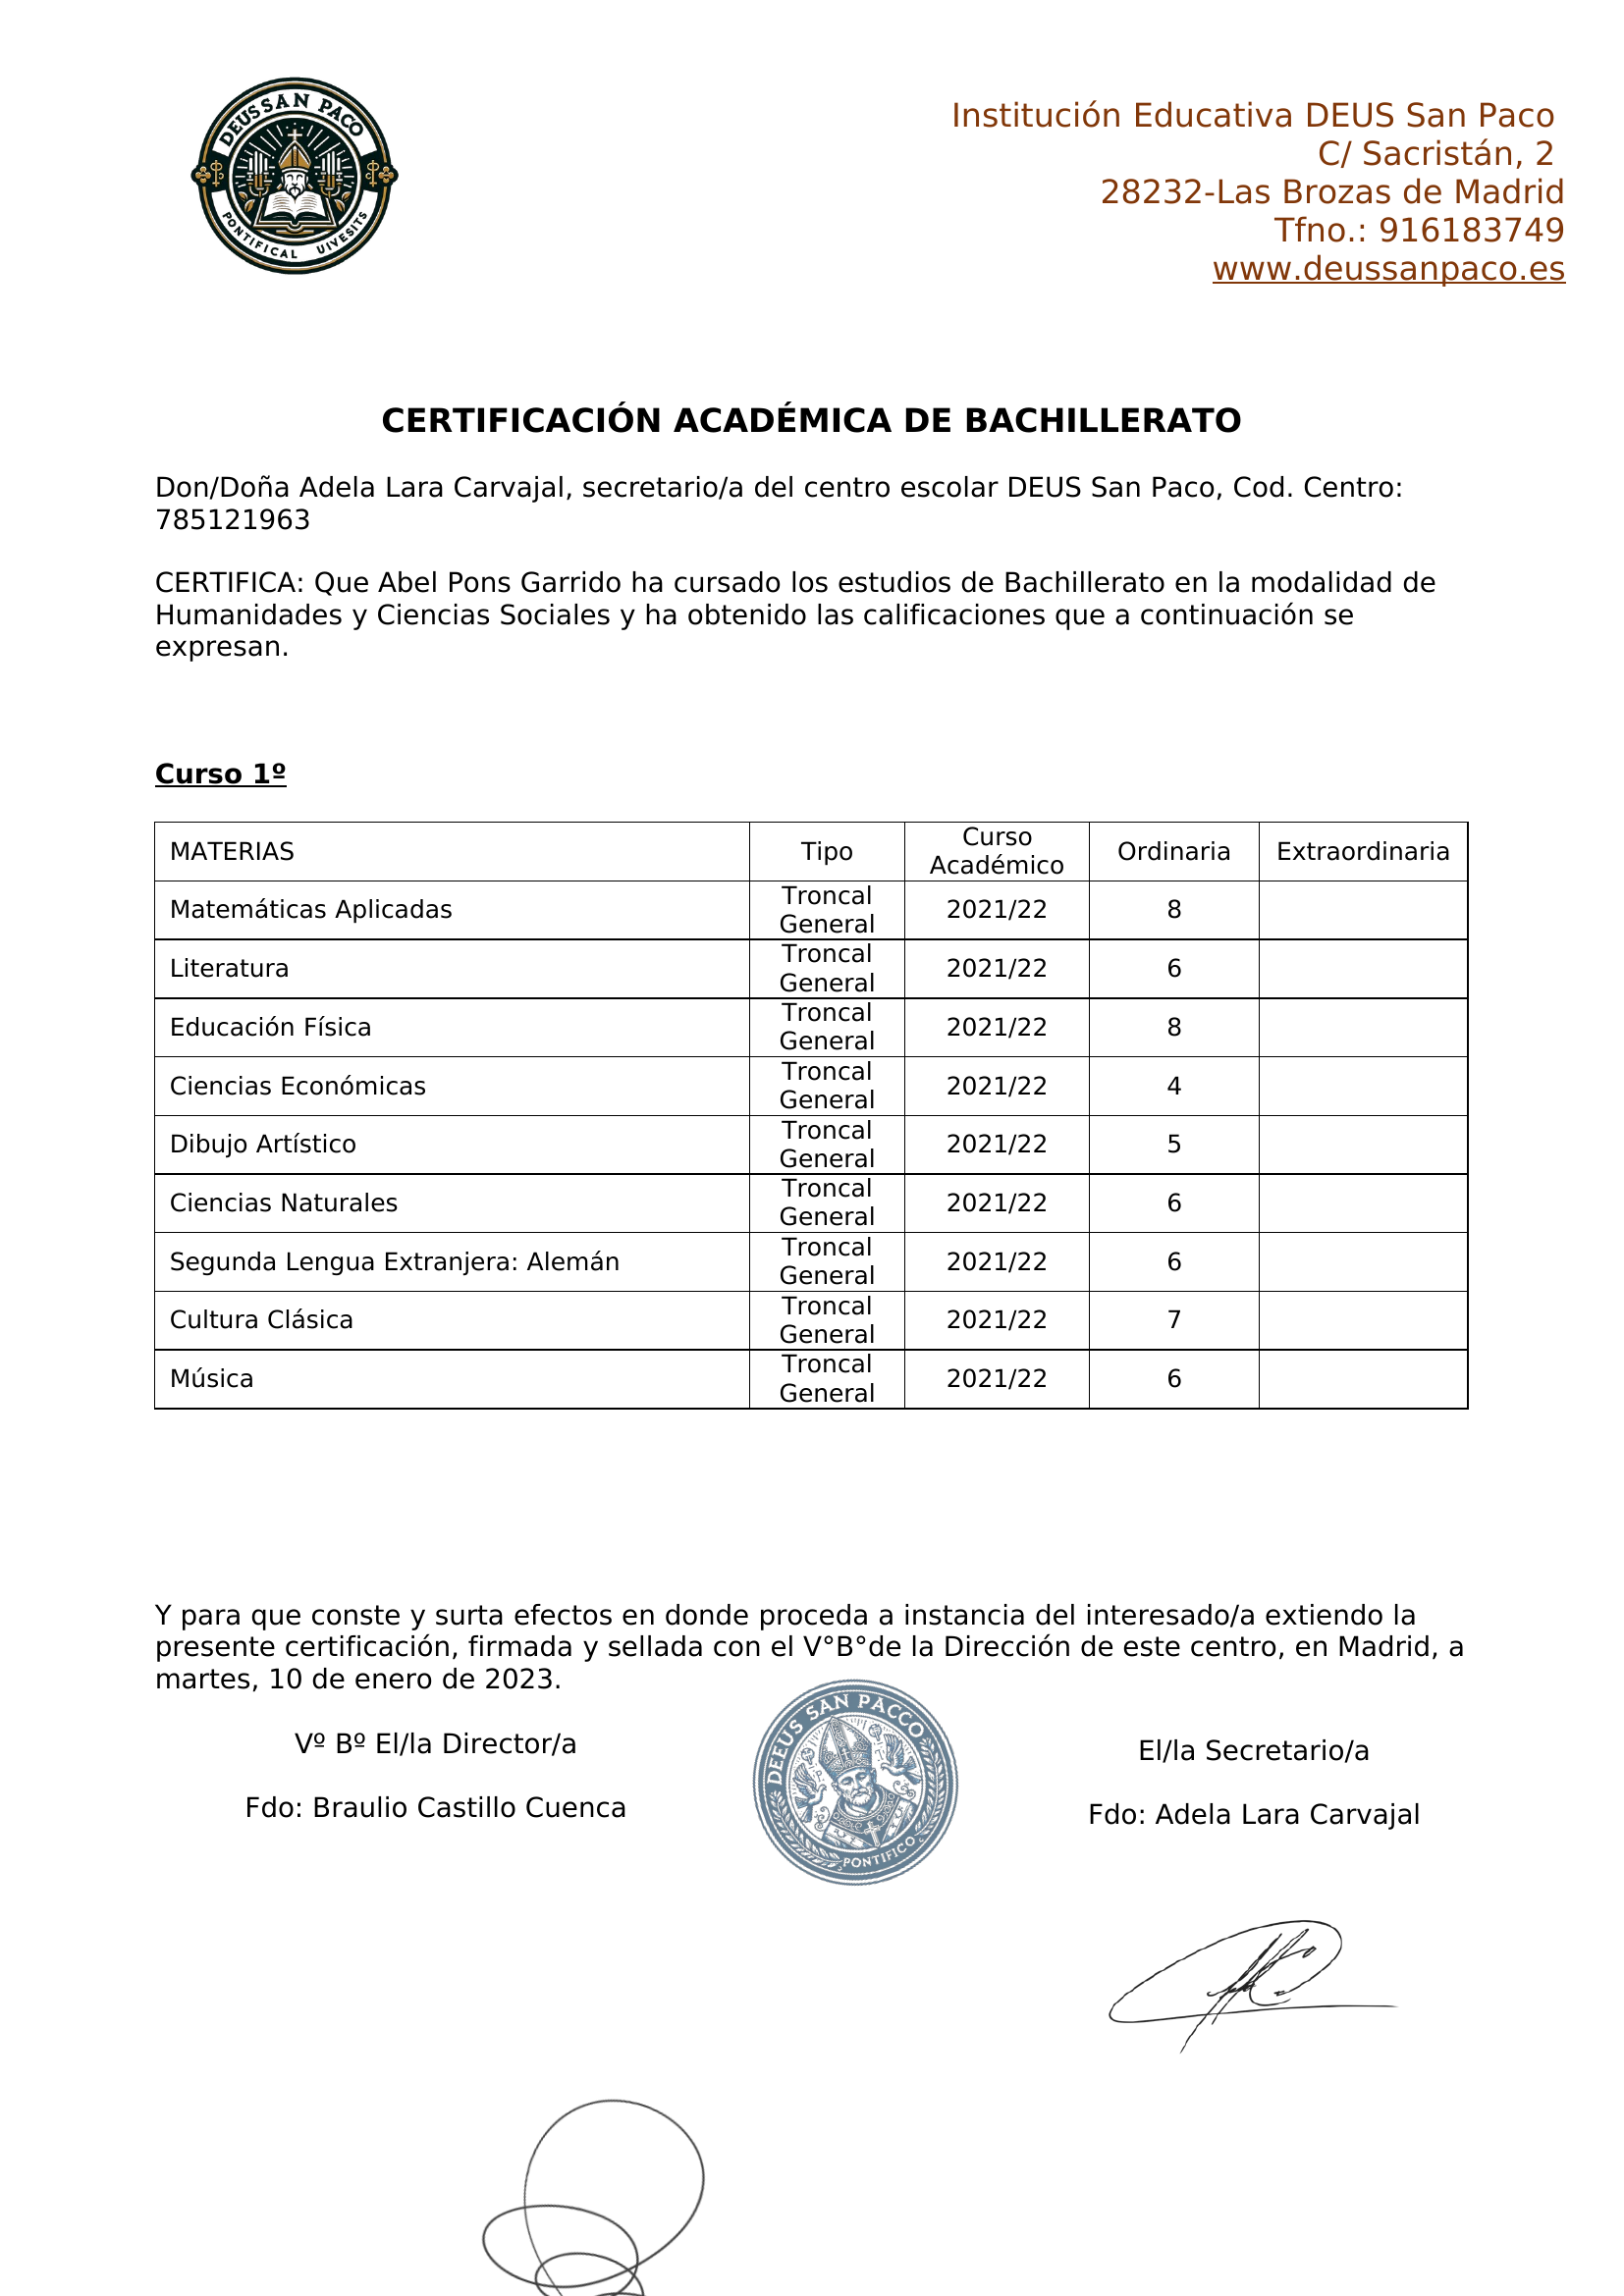 DEUSSAN PACO
PONTIFICAL UIVESITS
Institución Educativa DEUS San Paco
C/ Sacristán, 2
28232-Las Brozas de Madrid
Tfno.: 916183749
www.deussanpaco.es
CERTIFICACIÓN ACADÉMICA DE BACHILLERATO
Don/Doña Adela Lara Carvajal, secretario/a del centro escolar DEUS San Paco, Cod. Centro:
785121963
CERTIFICA: Que Abel Pons Garrido ha cursado los estudios de Bachillerato en la modalidad de
Humanidades y Ciencias Sociales y ha obtenido las calificaciones que a continuación se
expresan.
Curso 1º
MATERIAS Tipo Curso Académico Ordinaria Extraordinaria
Matemáticas Aplicadas Troncal General 2021/22 8
Literatura Troncal General 2021/22 6
Educación Física Troncal General 2021/22 8
Ciencias Económicas Troncal General 2021/22 4
Dibujo Artístico Troncal General 2021/22 5
Ciencias Naturales Troncal General 2021/22 6
Segunda Lengua Extranjera: Alemán Troncal General 2021/22 6
Cultura Clásica Troncal General 2021/22 7
Música Troncal General 2021/22 6
Y para que conste y surta efectos en donde proceda a instancia del interesado/a extiendo la
presente certificación, firmada y sellada con el V°B°de la Dirección de este centro, en Madrid, a
martes, 10 de enero de 2023.
Vº Bº El/la Director/a
Fdo: Braulio Castillo Cuenca
DEEUS SAN PACCO
PONTIFICO
El/la Secretario/a
Fdo: Adela Lara Carvajal